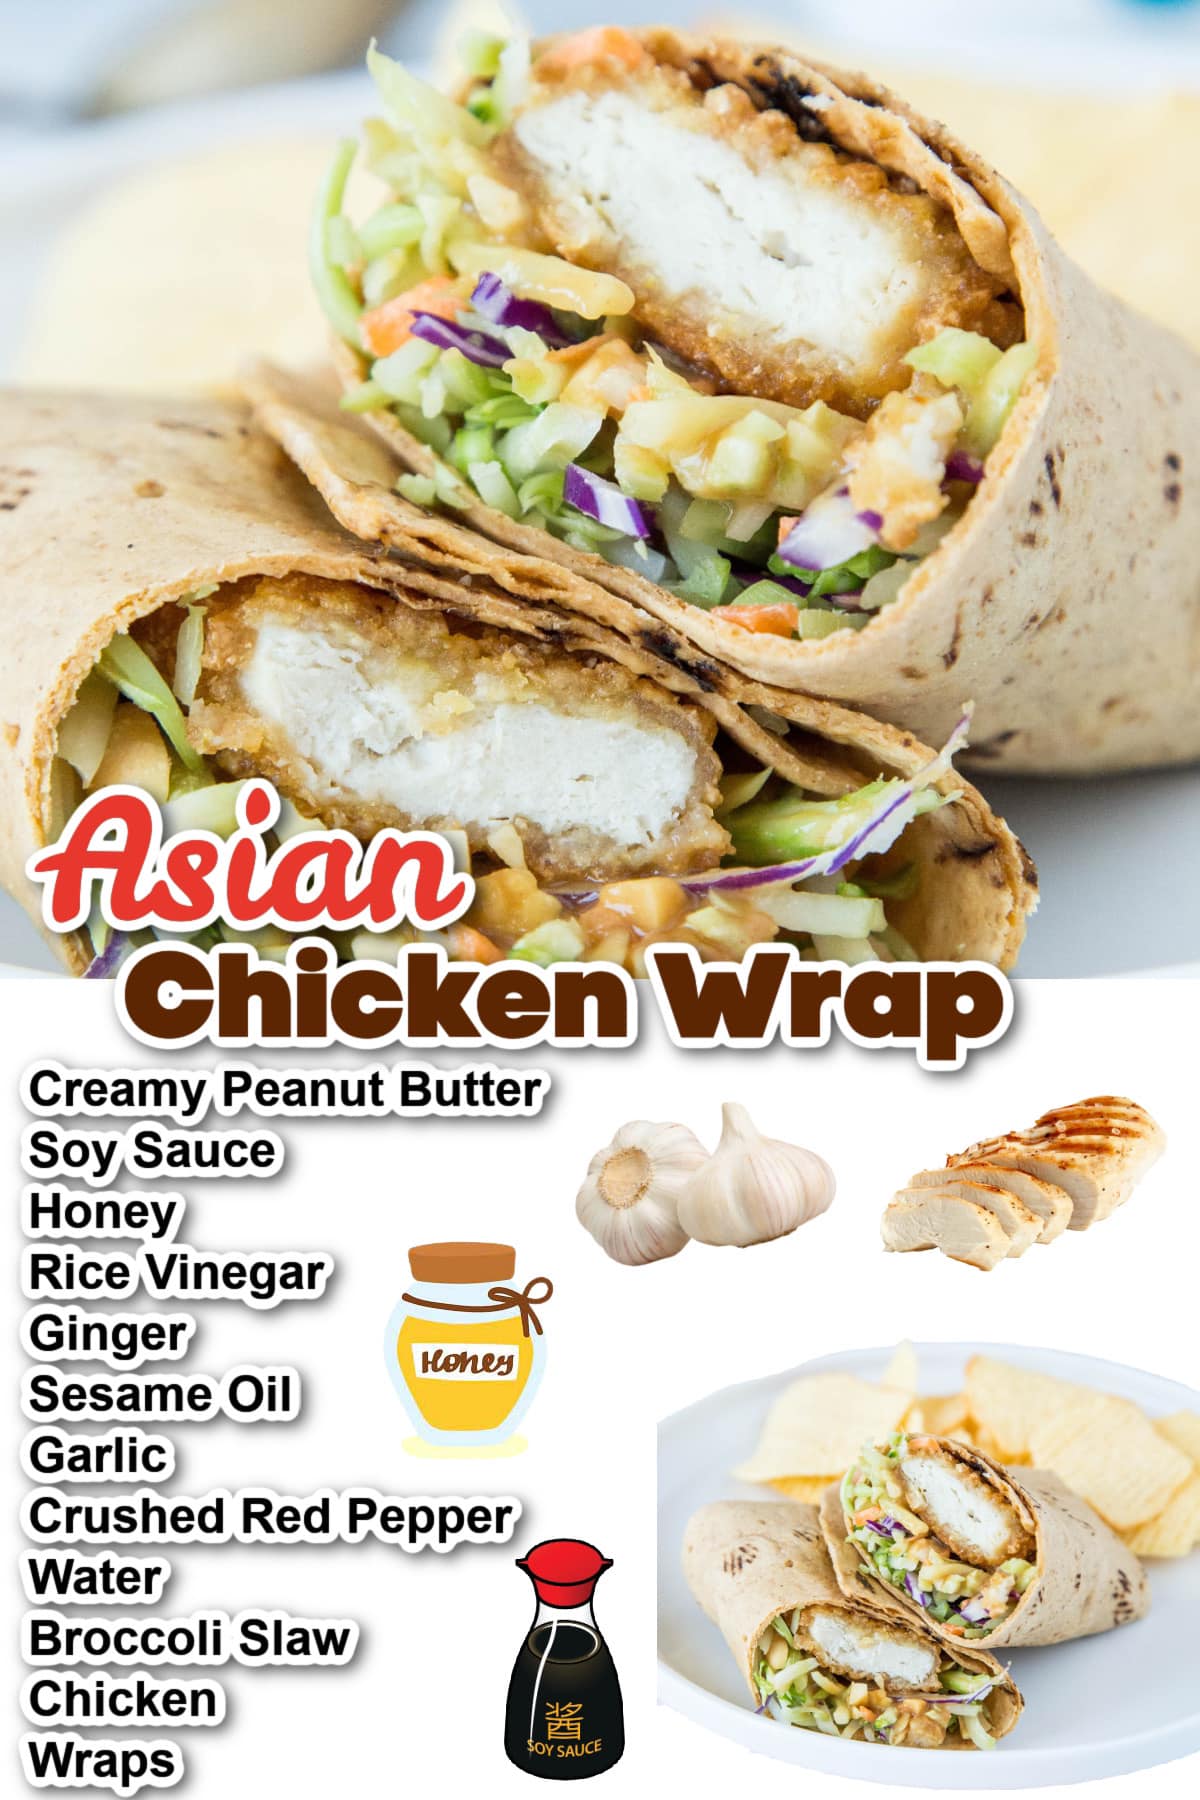 Asian
Chicken Wrap
Creamy Peanut Butter
Soy Sauce
Honey
Rice Vinegar
Ginger
Sesame Oil
Garlic
Crushed Red Pepper
Water
Broccoli Slaw
Chicken
Wraps
Honey
酱
SOY SAUCE